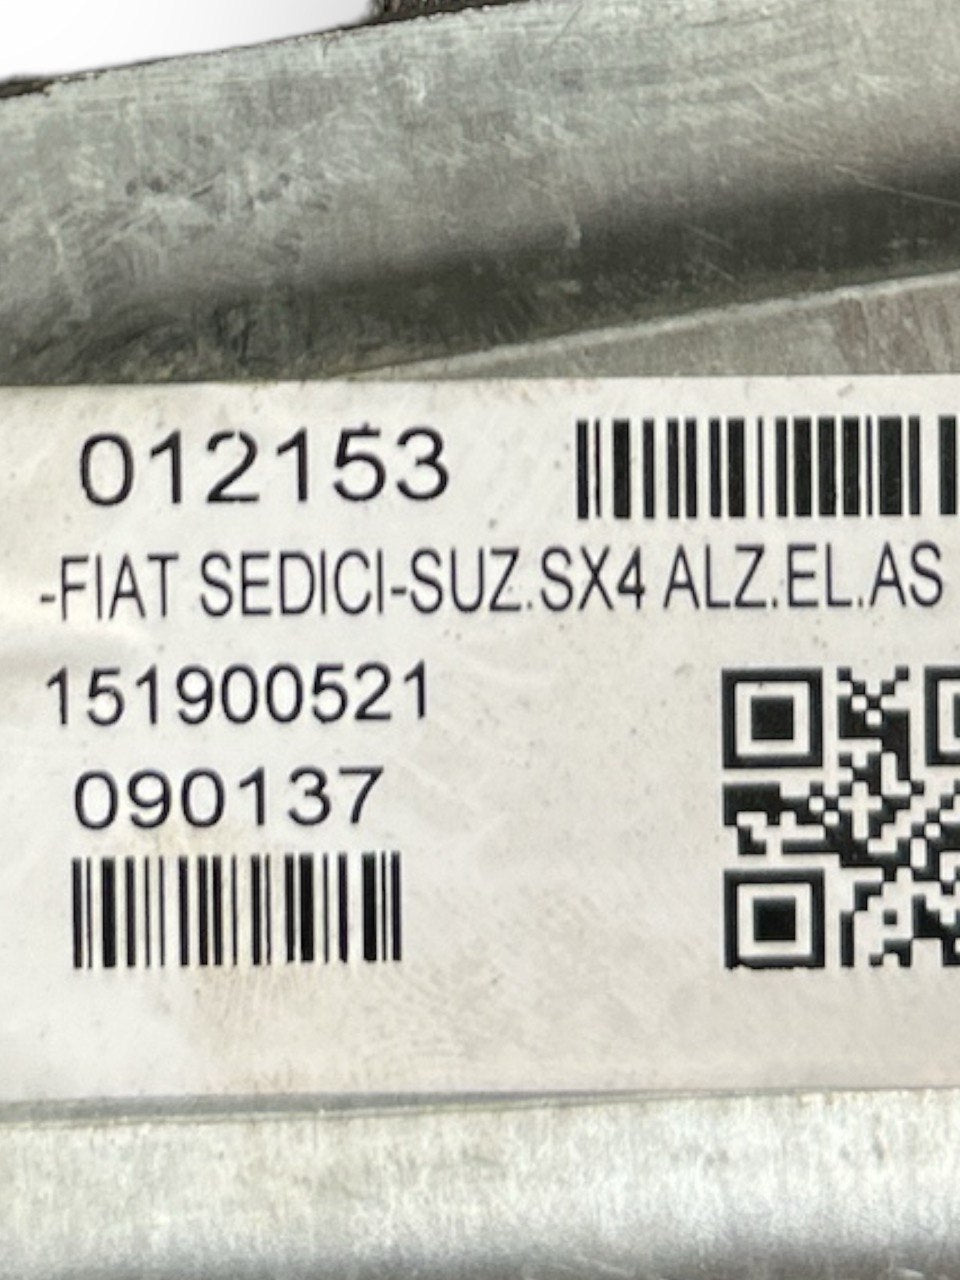 012153
-FIAT SEDICI-SUZ.SX4 ALZ.EL.AS
151900521
090137